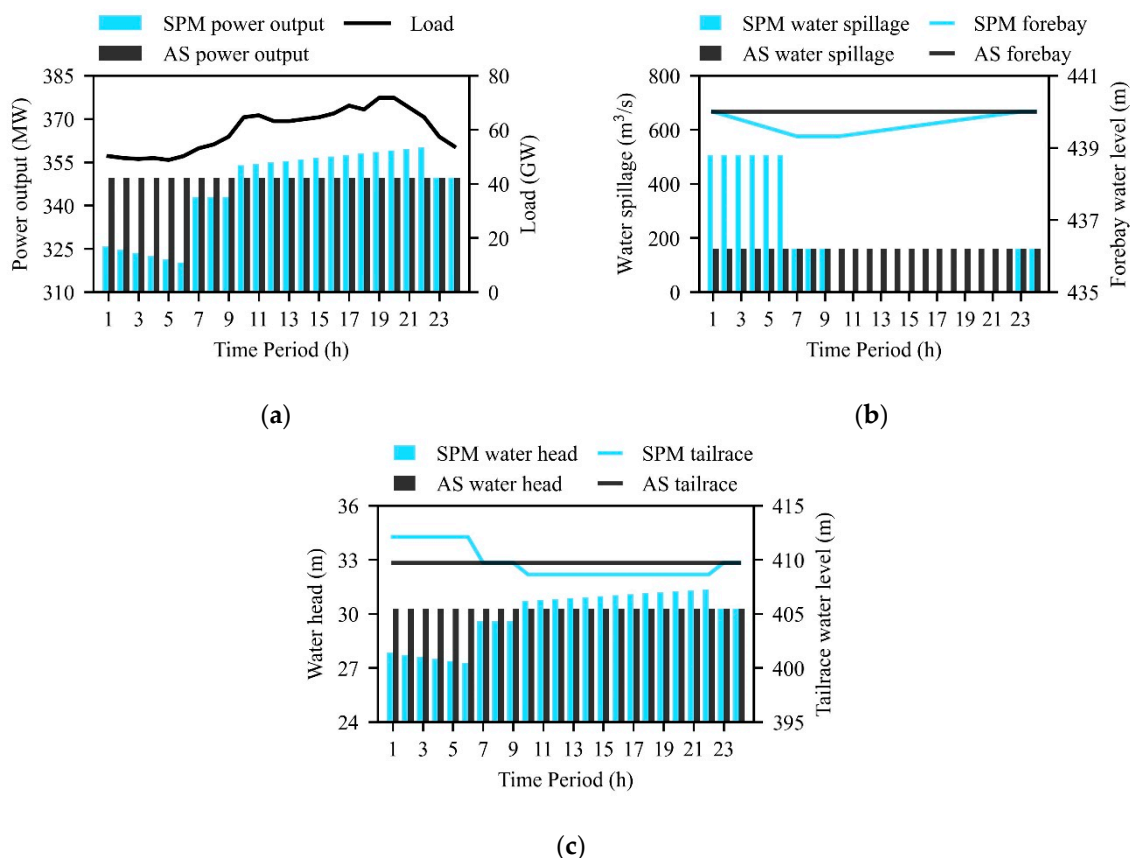 SPM power output
Load
AS power output
385
370
355
340
325
310
Power output (MW)
80
60
40
20
0
Load (GW)
1 3 5 7 9 11 13 15 17 19 21 23
Time Period (h)
(a)
SPM water spillage
SPM forebay
AS water spillage
AS forebay
800
600
400
200
0
Water spillage (m³/s)
441
439
437
435
Forebay water level (m)
1 3 5 7 9 11 13 15 17 19 21 23
Time Period (h)
(b)
SPM water head
SPM tailrace
AS water head
AS tailrace
36
33
30
27
24
Water head (m)
415
410
405
400
395
Tailrace water level (m)
1 3 5 7 9 11 13 15 17 19 21 23
Time Period (h)
(c)